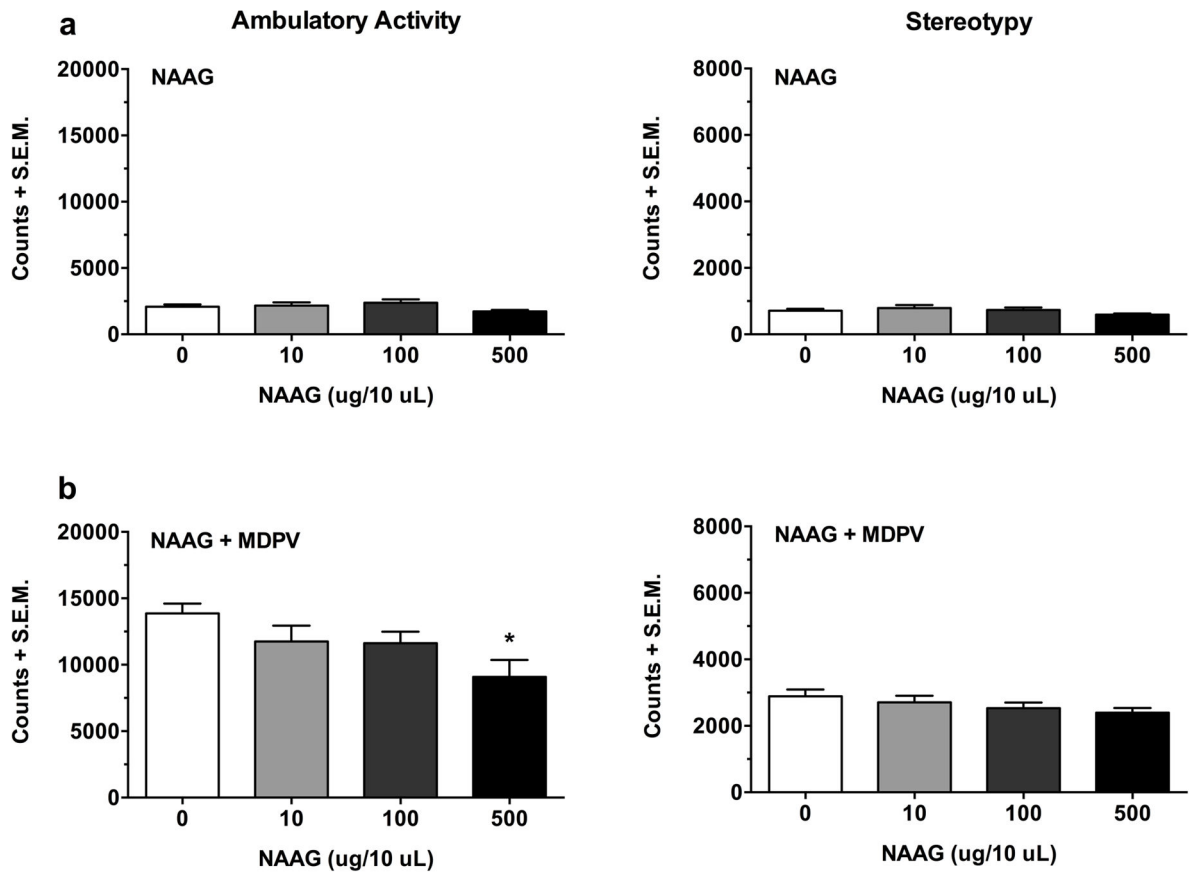 a
Ambulatory Activity
Stereotypy
NAAG
Counts + S.E.M.
20000
15000
10000
5000
0
0 10 100 500
NAAG (ug/10 uL)
NAAG
Counts + S.E.M.
8000
6000
4000
2000
0
0 10 100 500
NAAG (ug/10 uL)
b
NAAG + MDPV
Counts + S.E.M.
20000
15000
10000
5000
0
*
0 10 100 500
NAAG (ug/10 uL)
NAAG + MDPV
Counts + S.E.M.
8000
6000
4000
2000
0
0 10 100 500
NAAG (ug/10 uL)